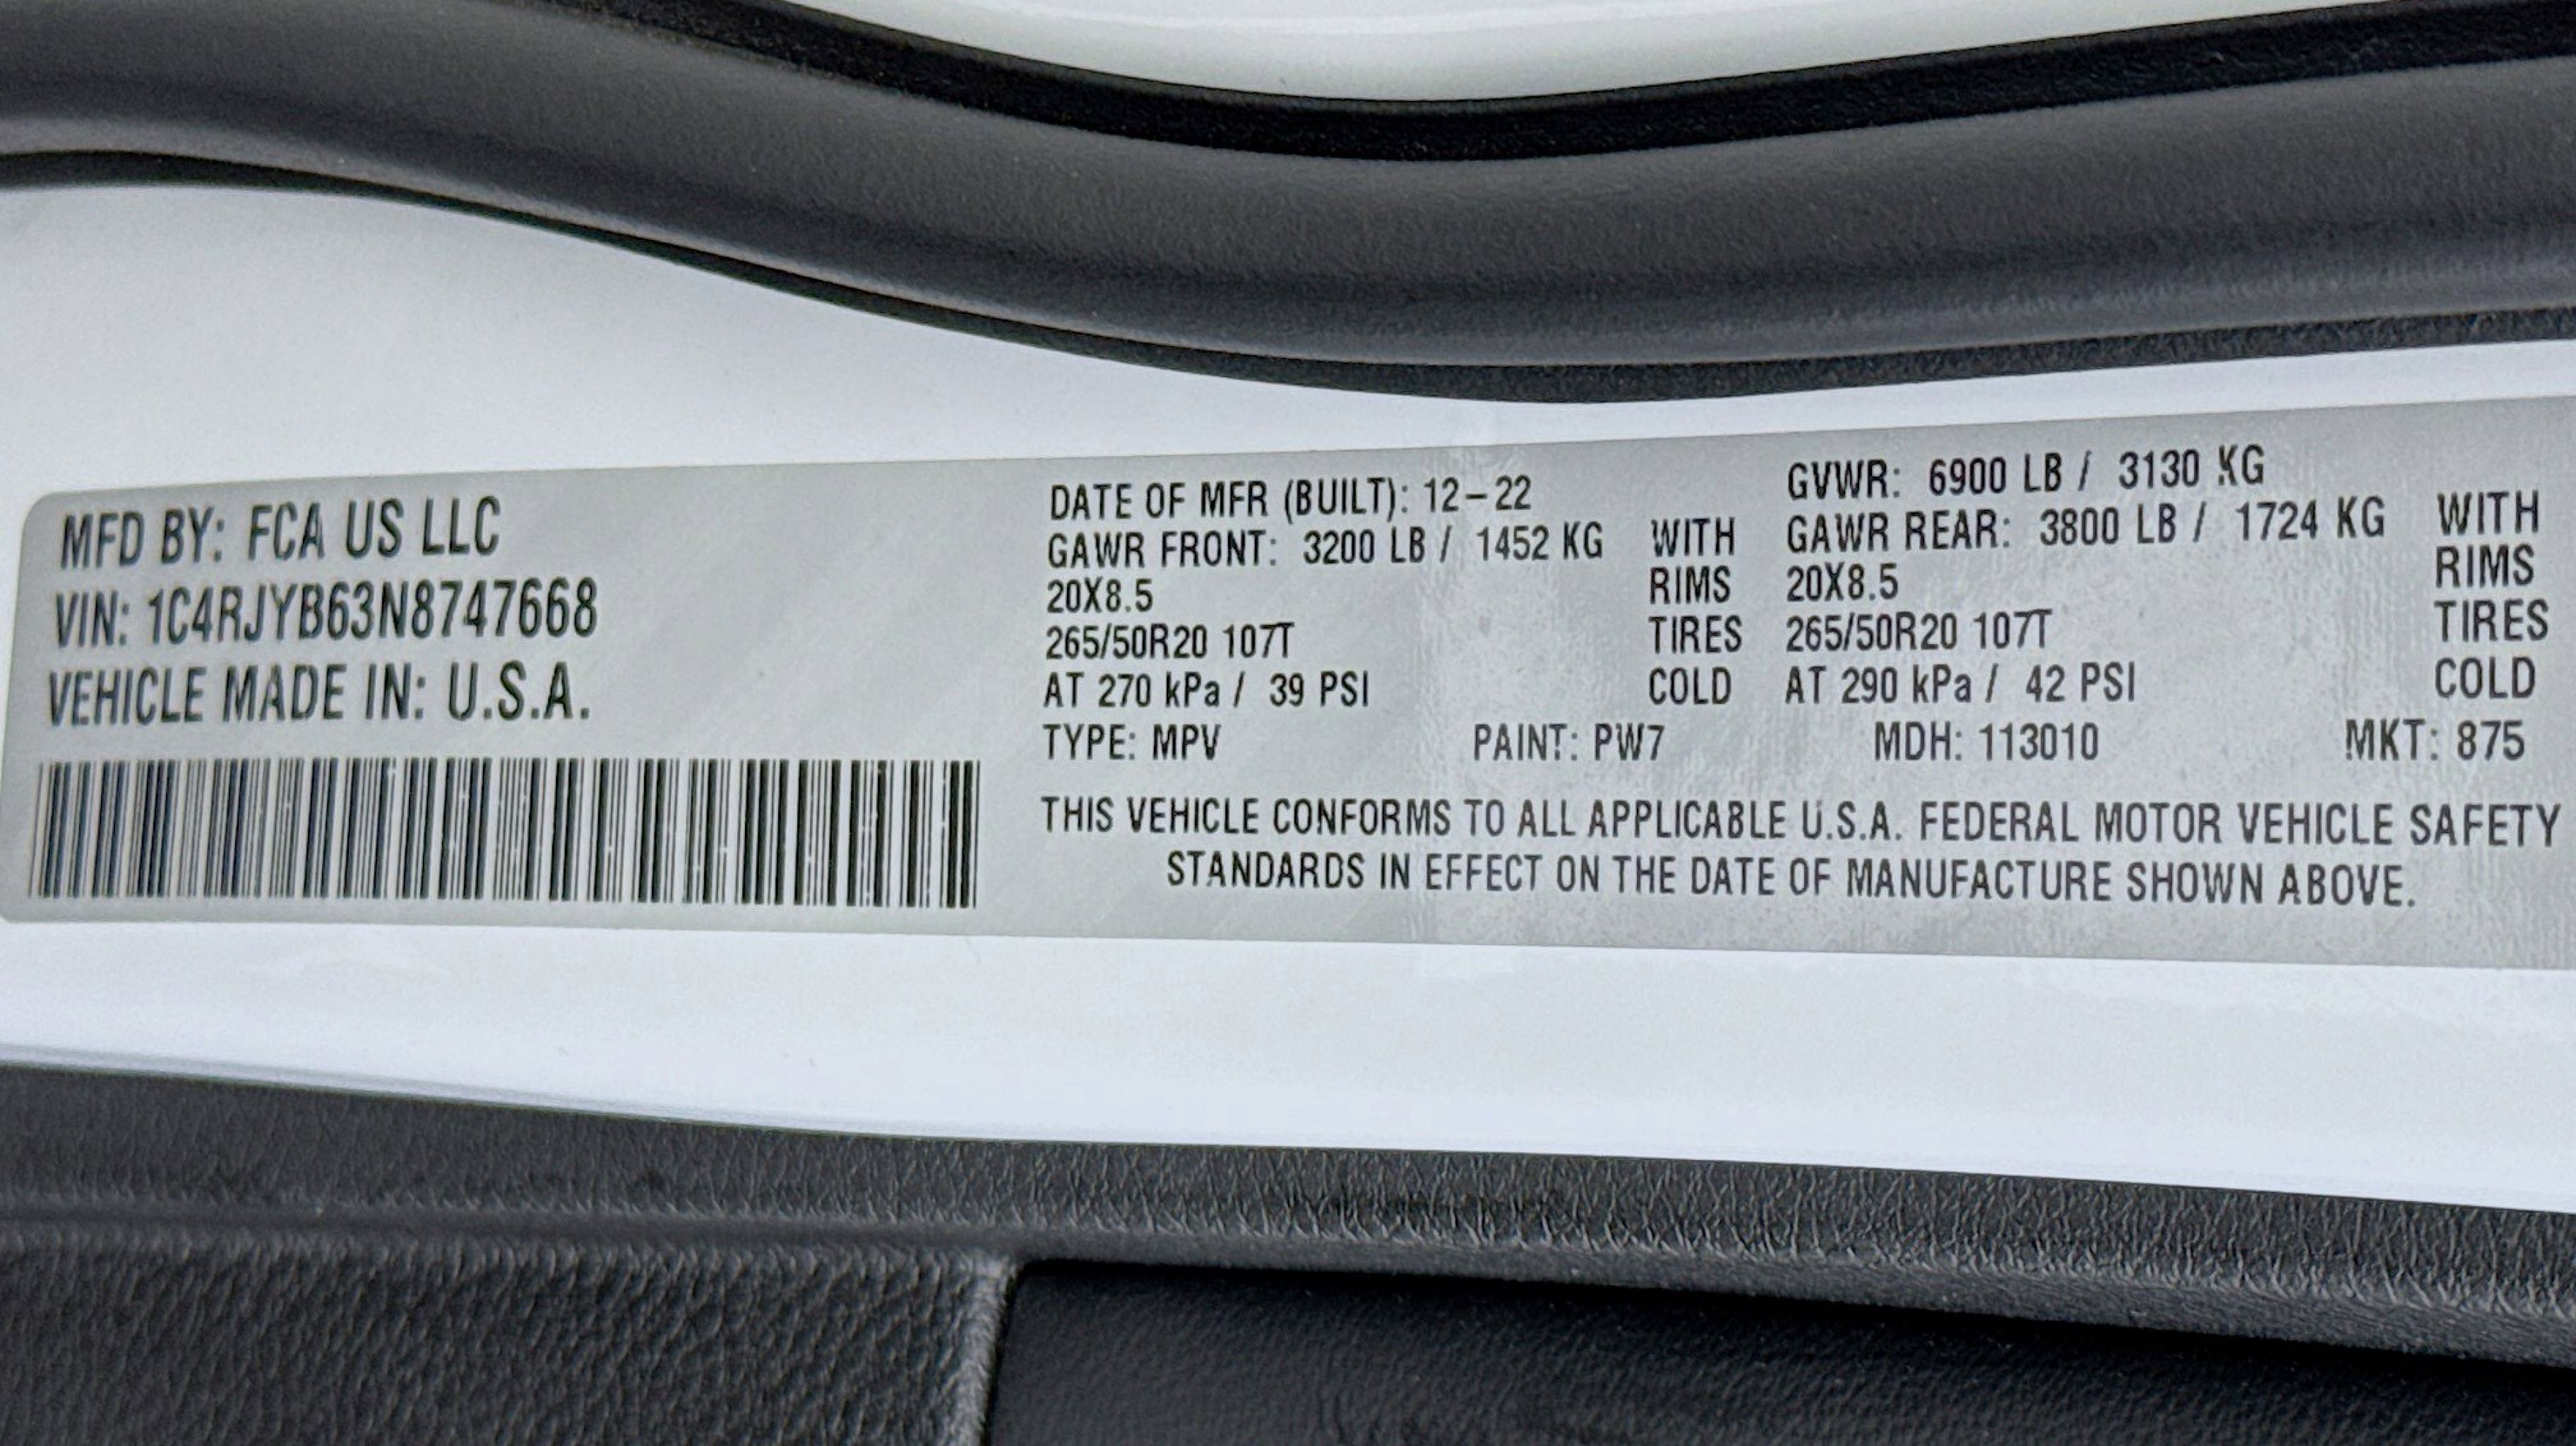 MFD BY: FCA US LLC
VIN: 1C4RJYB63N8747668
VEHICLE MADE IN: U.S.A.
DATE OF MFR (BUILT): 12-22
GVWR: 6900 LB / 3130 KG
GAWR FRONT: 3200 LB / 1452 KG WITH
GAWR REAR: 3800 LB / 1724 KG WITH
20X8.5 RIMS
20X8.5 RIMS
265/50R20 107T TIRES
265/50R20 107T TIRES
AT 270 kPa / 39 PSI COLD
AT 290 kPa / 42 PSI COLD
TYPE: MPV PAINT: PW7 MDH: 113010 MKT: 875
THIS VEHICLE CONFORMS TO ALL APPLICABLE U.S.A. FEDERAL MOTOR VEHICLE SAFETY
STANDARDS IN EFFECT ON THE DATE OF MANUFACTURE SHOWN ABOVE.